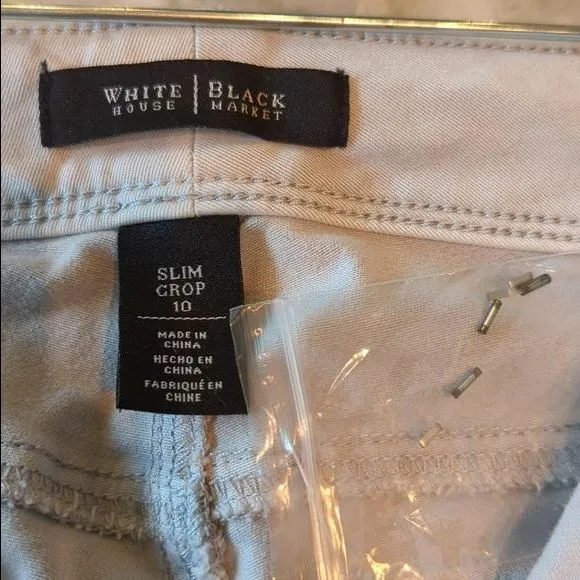 WHITE | BLACK
HOUSE | MARKET
SLIM
CROP
10
MADE IN
CHINA
HECHO EN
CHINA
FABRIQUÉ EN
CHINE